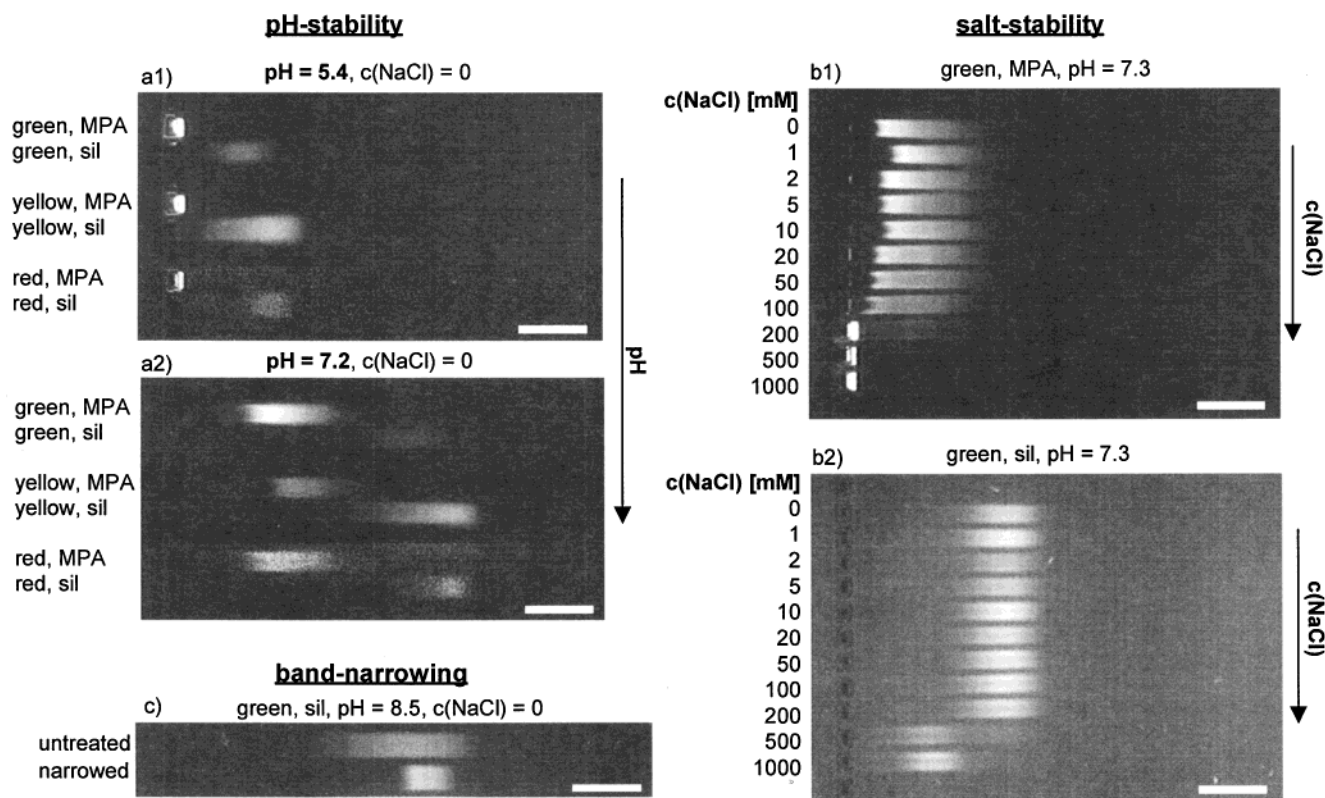 pH-stability
a1)
pH = 5.4, c(NaCl) = 0
green, MPA
green, sil
yellow, MPA
yellow, sil
red, MPA
red, sil
pH
a2)
pH = 7.2, c(NaCl) = 0
green, MPA
green, sil
yellow, MPA
yellow, sil
red, MPA
red, sil
band-narrowing
c)
green, sil, pH = 8.5, c(NaCl) = 0
untreated
narrowed
salt-stability
b1)
green, MPA, pH = 7.3
c(NaCl) [mM]
0
1
2
5
10
20
50
100
200
500
1000
c(NaCl)
b2)
green, sil, pH = 7.3
c(NaCl) [mM]
0
1
2
5
10
20
50
100
200
500
1000
c(NaCl)